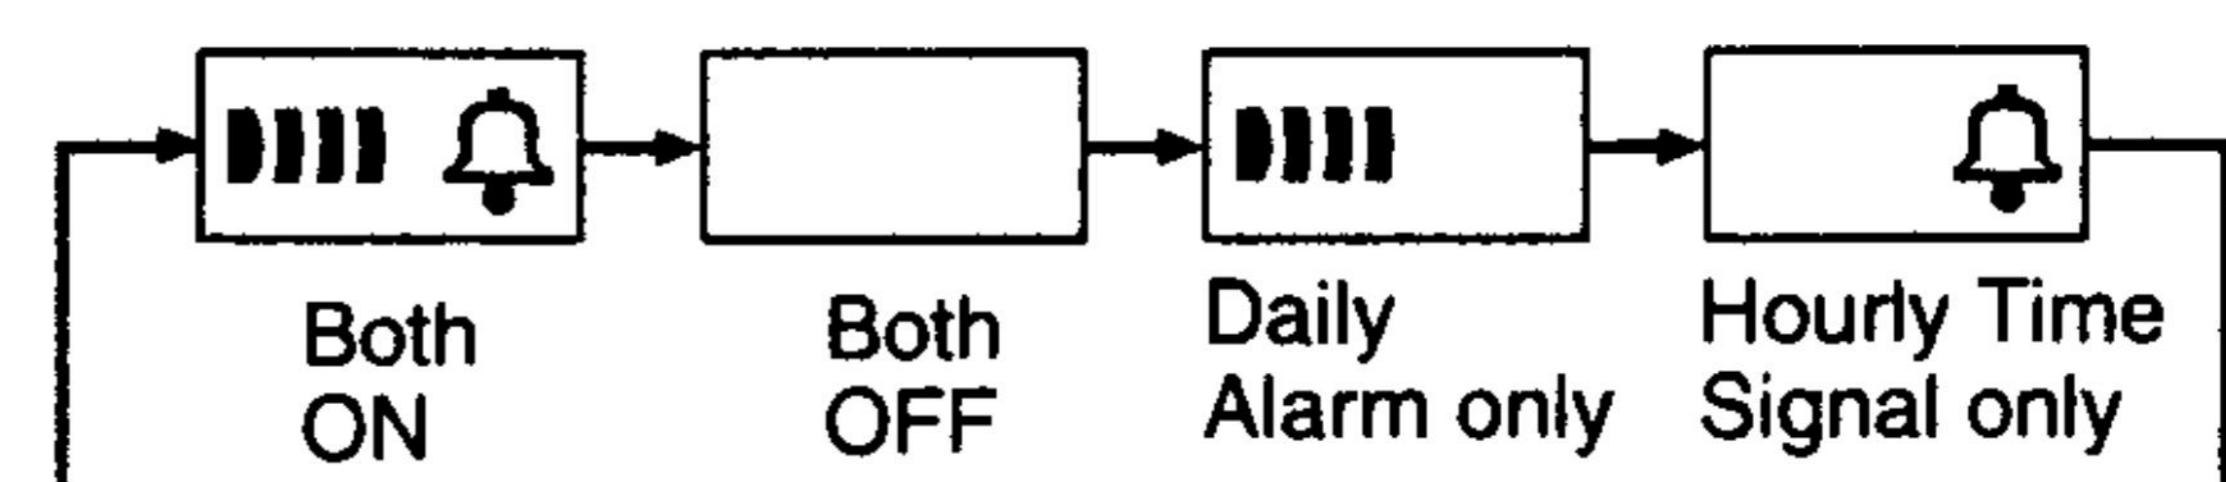 Both
ON
Both
OFF
Daily
Alarm only
Hourly Time
Signal only